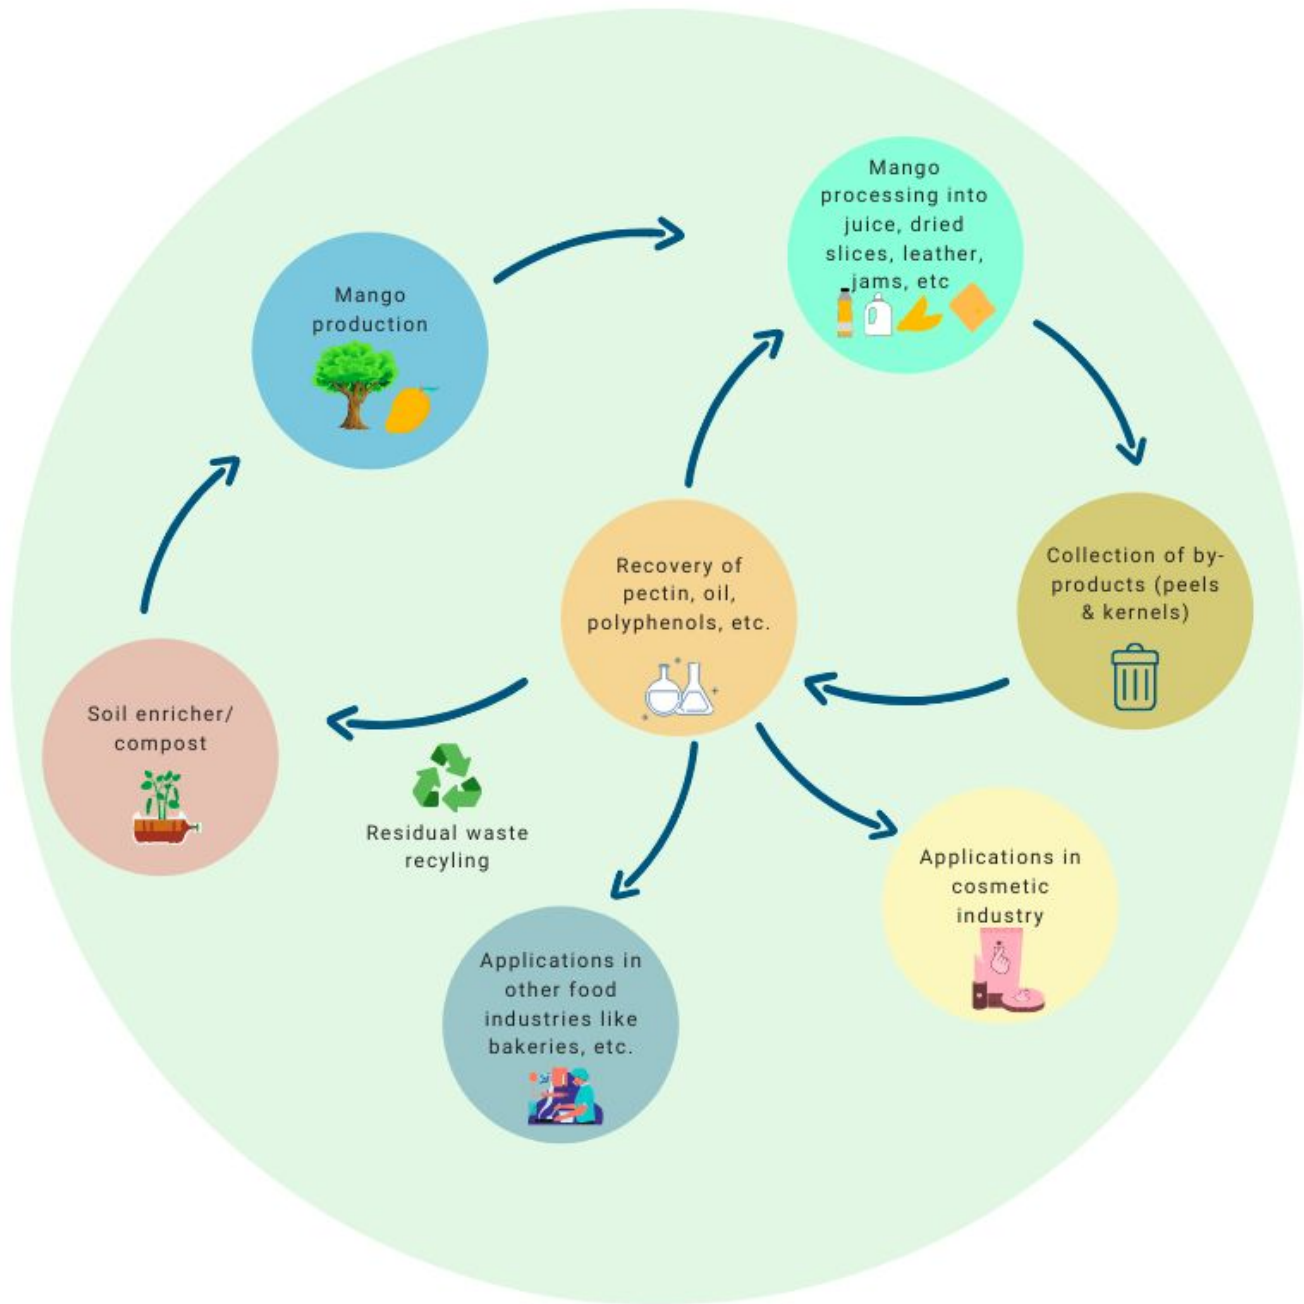 Mango
processing into
juice, dried
slices, leather,
jams, etc
Mango
production
Recovery of
pectin, oil,
polyphenols, etc.
Collection of by-
products (peels
& kernels)
Soil enricher/
compost
Residual waste
recyling
Applications in
cosmetic
industry
Applications in
other food
industries like
bakeries, etc.